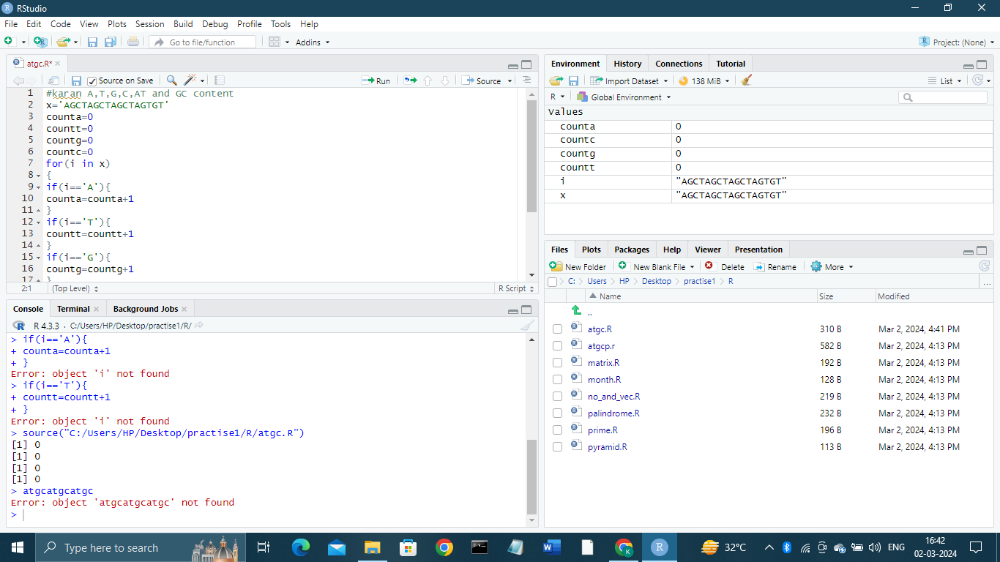 RStudio
File Edit Code View Plots Session Build Debug Profile Tools Help
Go to file/function Addins Project: (None)
atgc.R*
Source on Save Run Source
1 #karan A,T,G,C,AT and GC content
2 x='AGCTAGCTAGCTAGTGT'
3 counta=0
4 countt=0
5 countg=0
6 countc=0
7 for(i in x)
8 {
9 if(i=='A'){
10 counta=counta+1
11 }
12 if(i=='T'){
13 countt=countt+1
14 }
15 if(i=='G'){
16 countg=countg+1
17 }
2:1 (Top Level) R Script
Console Terminal Background Jobs
R 4.3.3 · C:/Users/HP/Desktop/practise1/R/
> if(i=='A'){
+ counta=counta+1
+ }
Error: object 'i' not found
> if(i=='T'){
+ countt=countt+1
+ }
Error: object 'i' not found
> source("C:/Users/HP/Desktop/practise1/R/atgc.R")
[1] 0
[1] 0
[1] 0
[1] 0
> atgcatgcatgc
Error: object 'atgcatgcatgc' not found
>
Environment History Connections Tutorial
Import Dataset 138 MiB List
R Global Environment
Values
counta 0
countc 0
countg 0
countt 0
i "AGCTAGCTAGCTAGTGT"
x "AGCTAGCTAGCTAGTGT"
Files Plots Packages Help Viewer Presentation
New Folder New Blank File Delete Rename More
C: Users HP Desktop practise1 R ...
Name Size Modified
..
atgc.R 310 B Mar 2, 2024, 4:41 PM
atgcp.r 582 B Mar 2, 2024, 4:13 PM
matrix.R 192 B Mar 2, 2024, 4:13 PM
month.R 128 B Mar 2, 2024, 4:13 PM
no_and_vec.R 219 B Mar 2, 2024, 4:13 PM
palindrome.R 232 B Mar 2, 2024, 4:13 PM
prime.R 196 B Mar 2, 2024, 4:13 PM
pyramid.R 113 B Mar 2, 2024, 4:13 PM
Type here to search 32°C ENG 16:42
02-03-2024